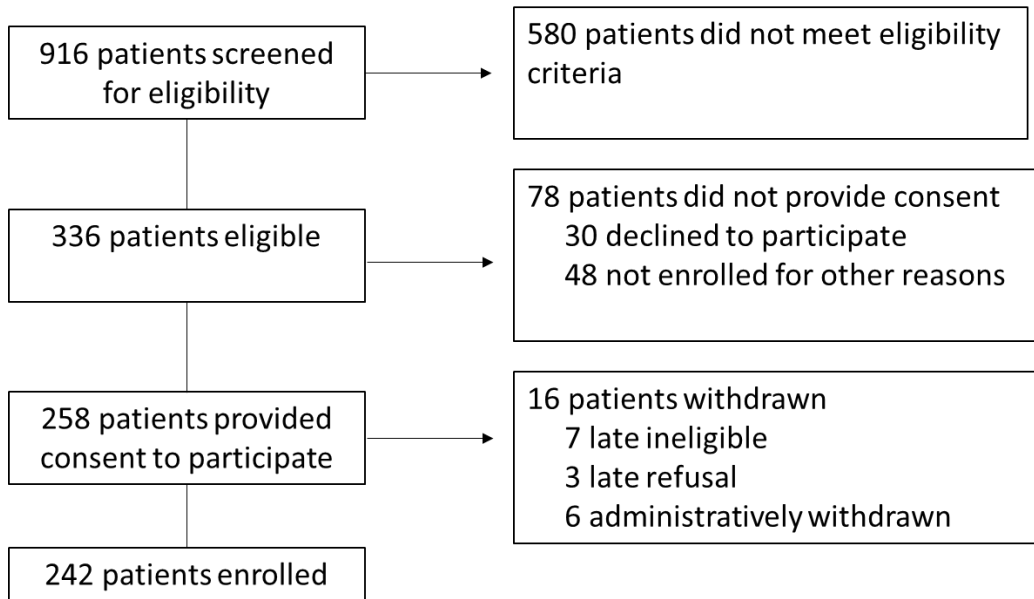 916 patients screened
for eligibility
580 patients did not meet eligibility
criteria
336 patients eligible
78 patients did not provide consent
30 declined to participate
48 not enrolled for other reasons
258 patients provided
consent to participate
16 patients withdrawn
7 late ineligible
3 late refusal
6 administratively withdrawn
242 patients enrolled